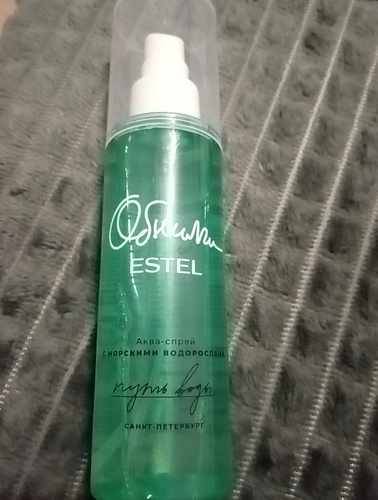 Обними
ESTEL
Аква-спрей
С МОРСКИМИ ВОДОРОСЛЯМИ
путь воды
САНКТ-ПЕТЕРБУРГ